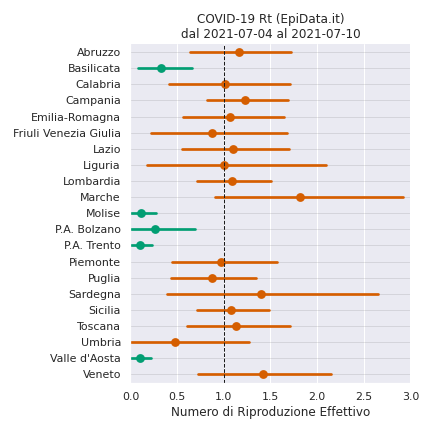 COVID-19 Rt (EpiData.it)
dal 2021-07-04 al 2021-07-10
Abruzzo
Basilicata
Calabria
Campania
Emilia-Romagna
Friuli Venezia Giulia
Lazio
Liguria
Lombardia
Marche
Molise
P.A. Bolzano
P.A. Trento
Piemonte
Puglia
Sardegna
Sicilia
Toscana
Umbria
Valle d'Aosta
Veneto
0.0 0.5 1.0 1.5 2.0 2.5 3.0
Numero di Riproduzione Effettivo